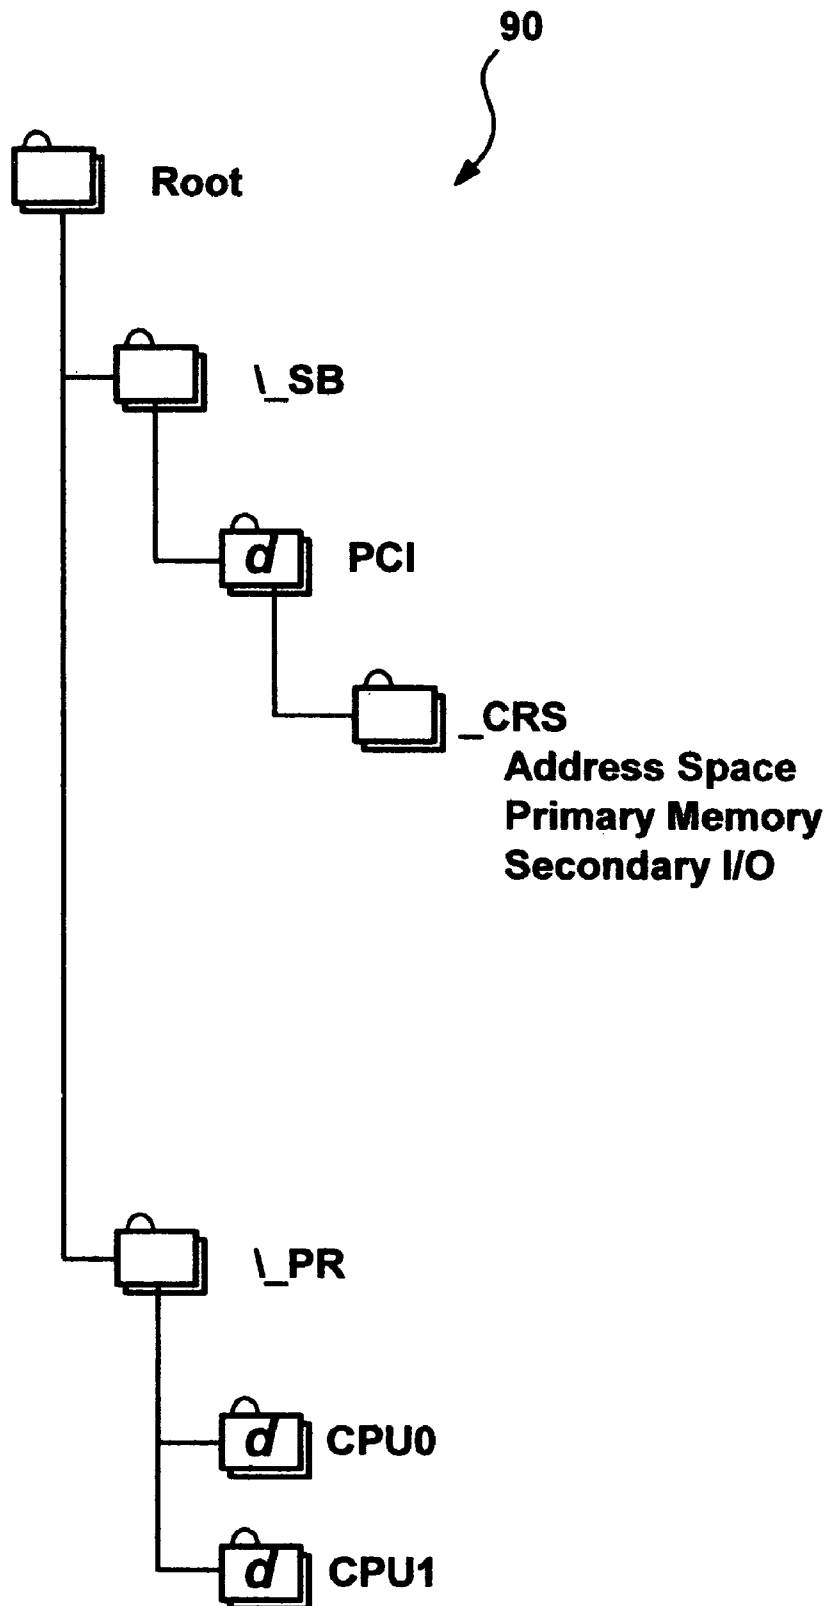 90
Root
\_SB
d PCI
_CRS
Address Space
Primary Memory
Secondary I/O
\_PR
d CPU0
d CPU1